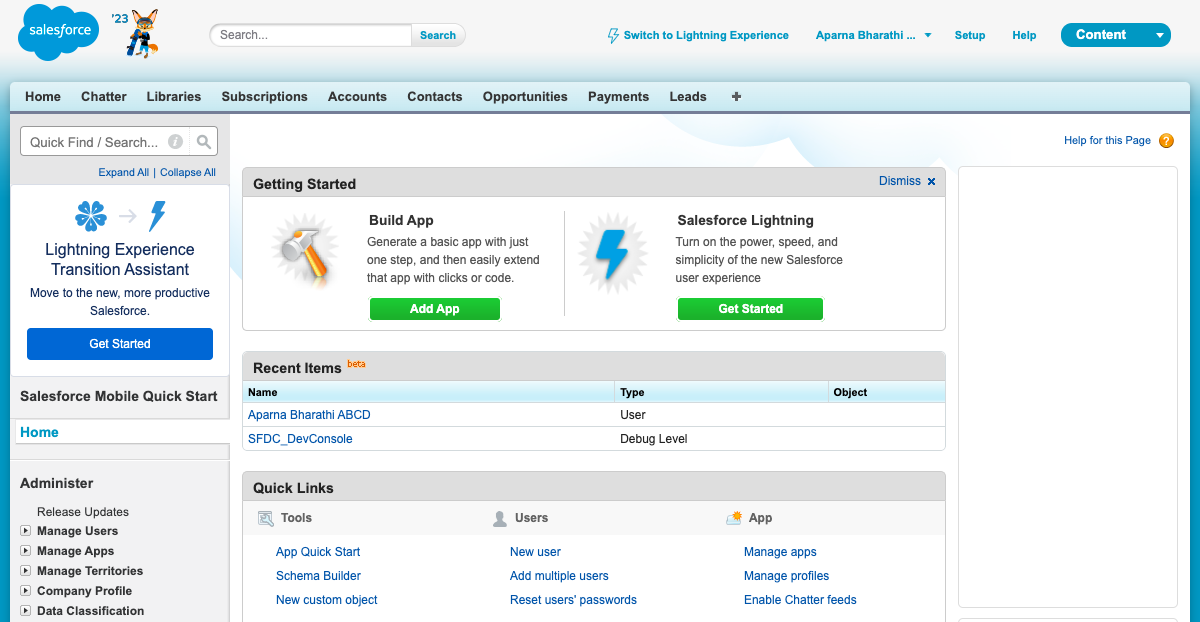 salesforce
'23
Search...
Search
Switch to Lightning Experience
Aparna Bharathi ...
Setup
Help
Content
Home
Chatter
Libraries
Subscriptions
Accounts
Contacts
Opportunities
Payments
Leads
+
Quick Find / Search...
i
Expand All | Collapse All
Lightning Experience
Transition Assistant
Move to the new, more productive
Salesforce.
Get Started
Salesforce Mobile Quick Start
Home
Administer
Release Updates
Manage Users
Manage Apps
Manage Territories
Company Profile
Data Classification
Help for this Page ?
Getting Started
Dismiss x
Build App
Generate a basic app with just
one step, and then easily extend
that app with clicks or code.
Add App
Salesforce Lightning
Turn on the power, speed, and
simplicity of the new Salesforce
user experience
Get Started
Recent Items beta
Name Type Object
Aparna Bharathi ABCD User
SFDC_DevConsole Debug Level
Quick Links
Tools
App Quick Start
Schema Builder
New custom object
Users
New user
Add multiple users
Reset users' passwords
App
Manage apps
Manage profiles
Enable Chatter feeds